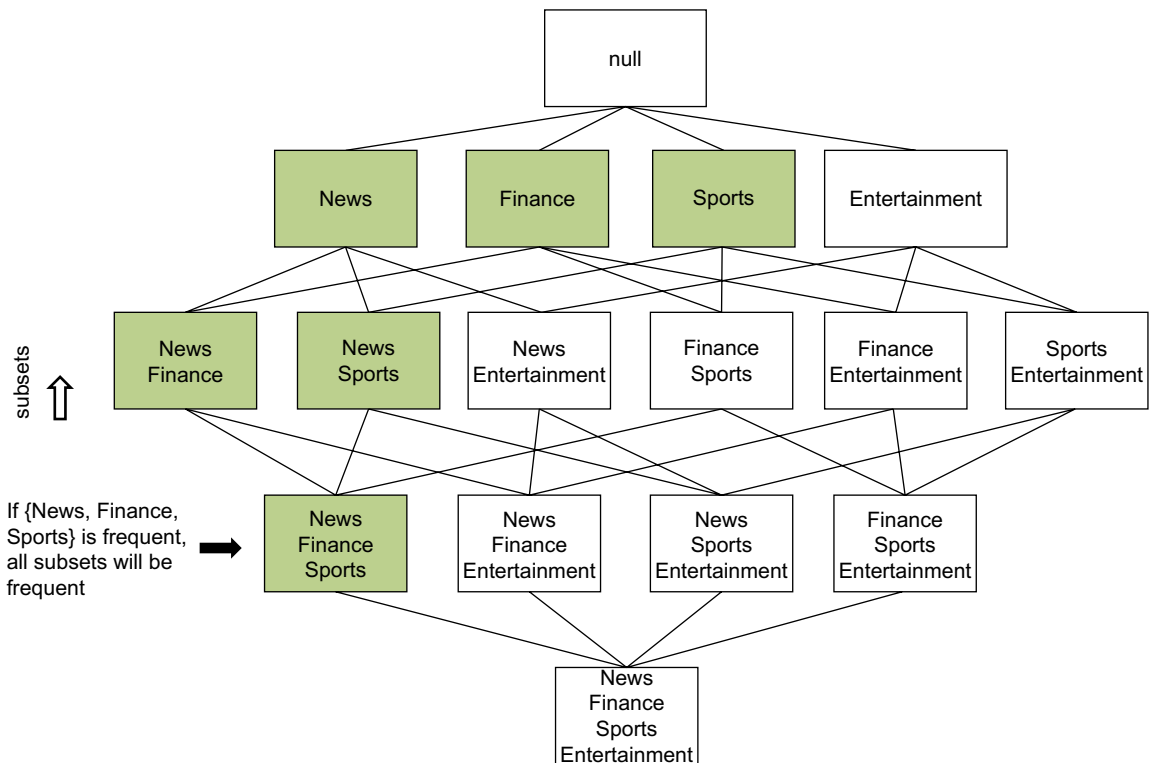 null
News
Finance
Sports
Entertainment
News
Finance
News
Sports
News
Entertainment
Finance
Sports
Finance
Entertainment
Sports
Entertainment
subsets
If {News, Finance,
Sports} is frequent,
all subsets will be
frequent
News
Finance
Sports
News
Finance
Entertainment
News
Sports
Entertainment
Finance
Sports
Entertainment
News
Finance
Sports
Entertainment